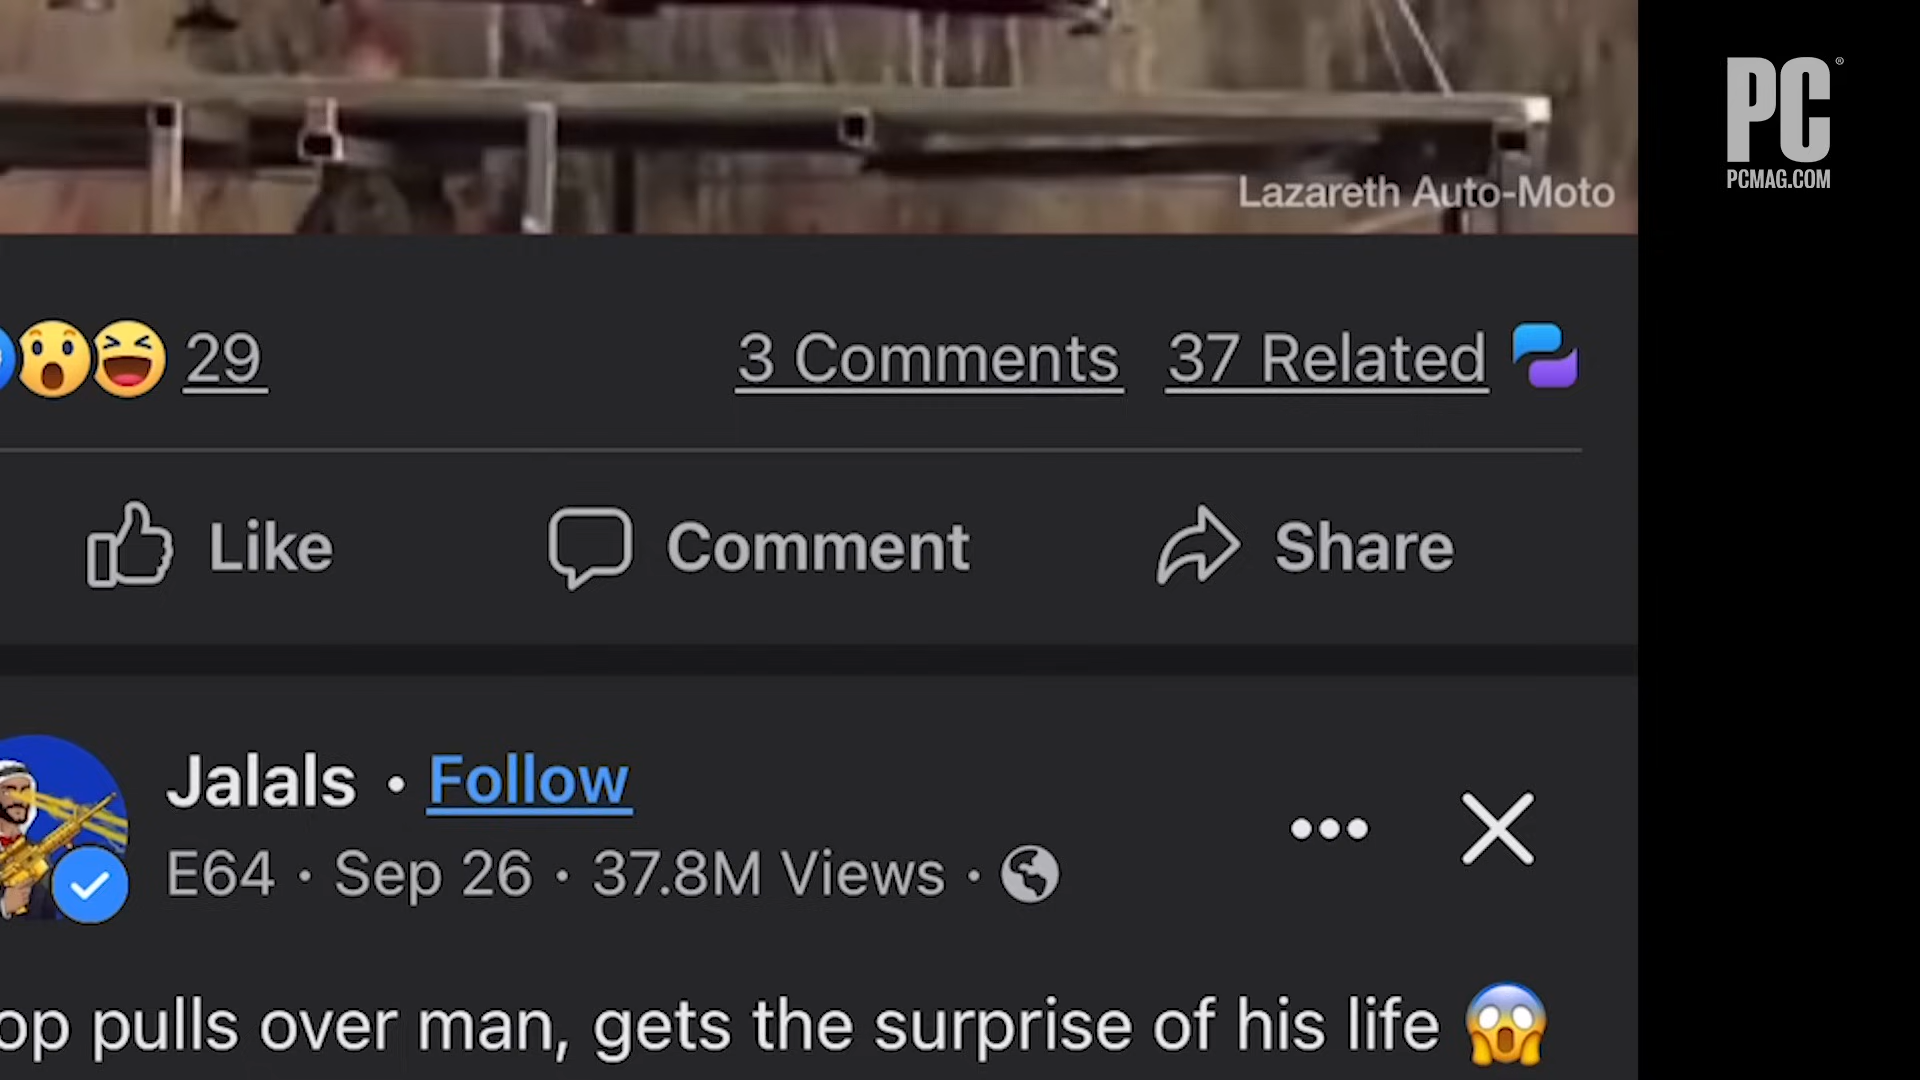 PC®
PCMAG.COM
Lazareth Auto-Moto
29 3 Comments 37 Related
Like Comment Share
Jalals · Follow
E64 · Sep 26 · 37.8M Views ·
op pulls over man, gets the surprise of his life 😱